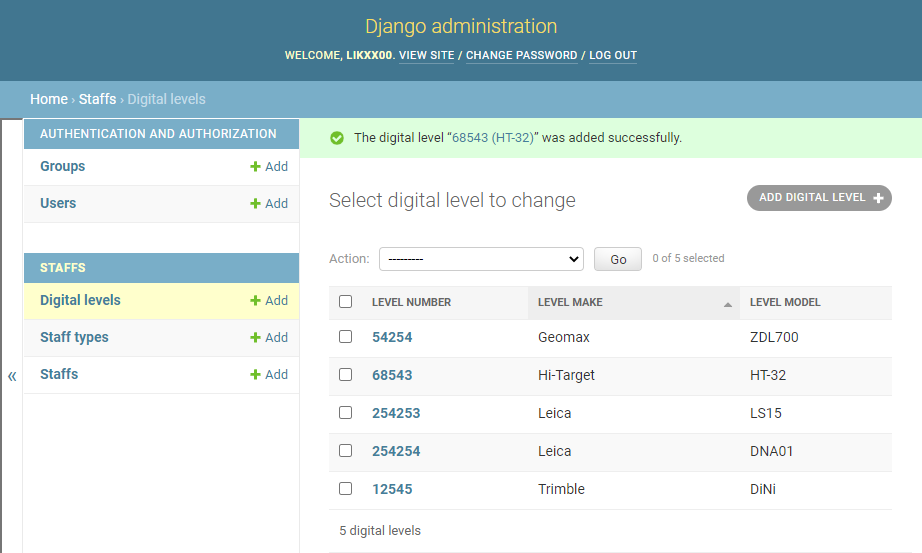 Django administration
WELCOME, LIKXX00. VIEW SITE / CHANGE PASSWORD / LOG OUT
Home › Staffs › Digital levels
AUTHENTICATION AND AUTHORIZATION
Groups + Add
Users + Add
STAFFS
Digital levels + Add
Staff types + Add
Staffs + Add
«
The digital level “68543 (HT-32)” was added successfully.
Select digital level to change
ADD DIGITAL LEVEL +
Action: --------- Go 0 of 5 selected
LEVEL NUMBER LEVEL MAKE LEVEL MODEL
54254 Geomax ZDL700
68543 Hi-Target HT-32
254253 Leica LS15
254254 Leica DNA01
12545 Trimble DiNi
5 digital levels